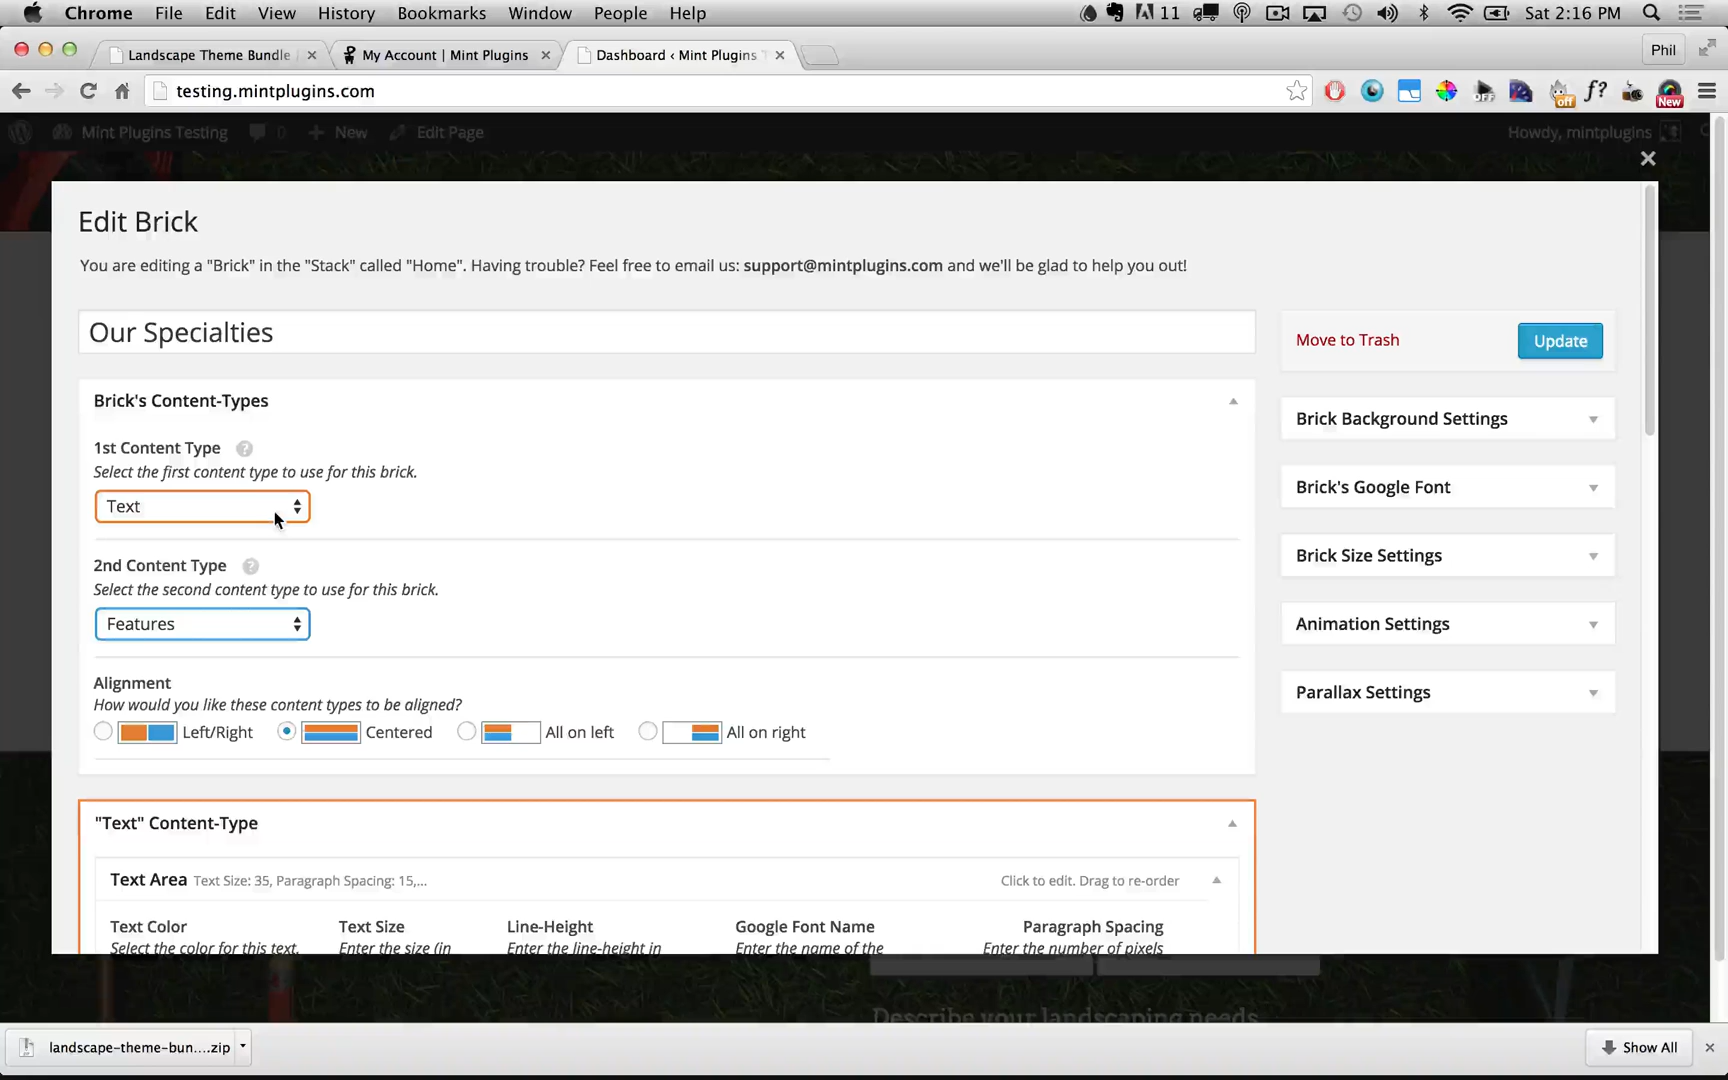 Chrome File Edit View History Bookmarks Window People Help 11 Sat 2:16 PM
Landscape Theme Bundle My Account | Mint Plugins Dashboard ‹ Mint Plugins Phil
testing.mintplugins.com OFF off f? New
Mint Plugins Testing 0 New Edit Page Howdy, mintplugins
Edit Brick
You are editing a "Brick" in the "Stack" called "Home". Having trouble? Feel free to email us: support@mintplugins.com and we'll be glad to help you out!
Our Specialties
Move to Trash Update
Brick's Content-Types
Brick Background Settings
1st Content Type ?
Select the first content type to use for this brick.
Brick's Google Font
Text
Brick Size Settings
2nd Content Type ?
Select the second content type to use for this brick.
Features
Animation Settings
Alignment
How would you like these content types to be aligned?
Parallax Settings
Left/Right Centered All on left All on right
"Text" Content-Type
Text Area Text Size: 35, Paragraph Spacing: 15,... Click to edit. Drag to re-order
Text Color Text Size Line-Height Google Font Name Paragraph Spacing
Select the color for this text. Enter the size (in Enter the line-height in Enter the name of the Enter the number of pixels
Describe your landscaping needs
landscape-theme-bun....zip Show All